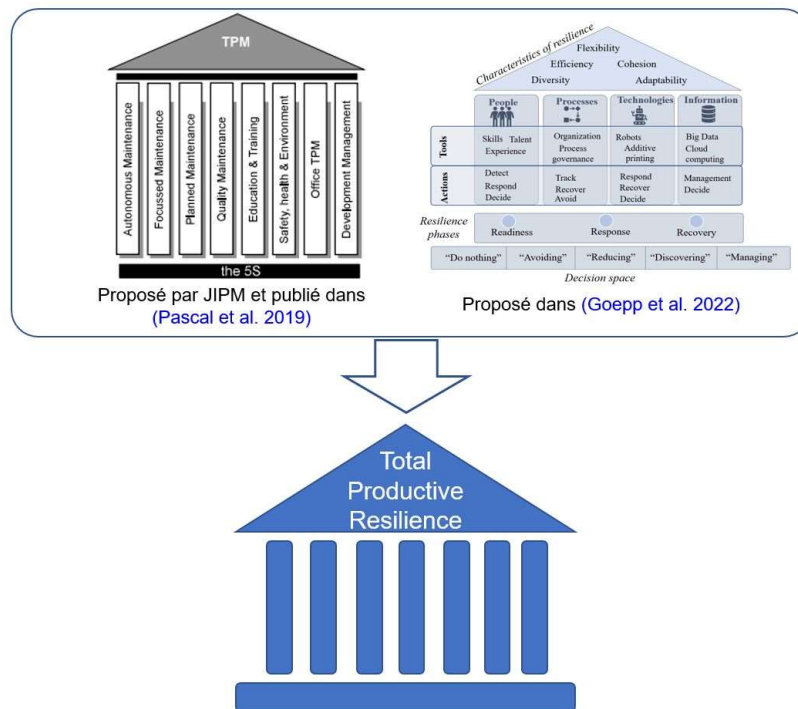 TPM
Autonomous Maintenance
Focussed Maintenance
Planned Maintenance
Quality Maintenance
Education & Training
Safety, health & Environment
Office TPM
Development Management
the 5S
Proposé par JIPM et publié dans
(Pascal et al. 2019)
Characteristics of resilience
Flexibility
Efficiency Cohesion
Diversity Adaptability
People Processes Technologies Information
Tools
Skills Talent
Experience
Organization
Process
governance
Robots
Additive
printing
Big Data
Cloud
computing
Actions
Detect
Respond
Decide
Track
Recover
Avoid
Respond
Recover
Decide
Management
Decide
Resilience
phases
Readiness Response Recovery
“Do nothing” “Avoiding” “Reducing” “Discovering” “Managing”
Decision space
Proposé dans (Goepp et al. 2022)
Total
Productive
Resilience